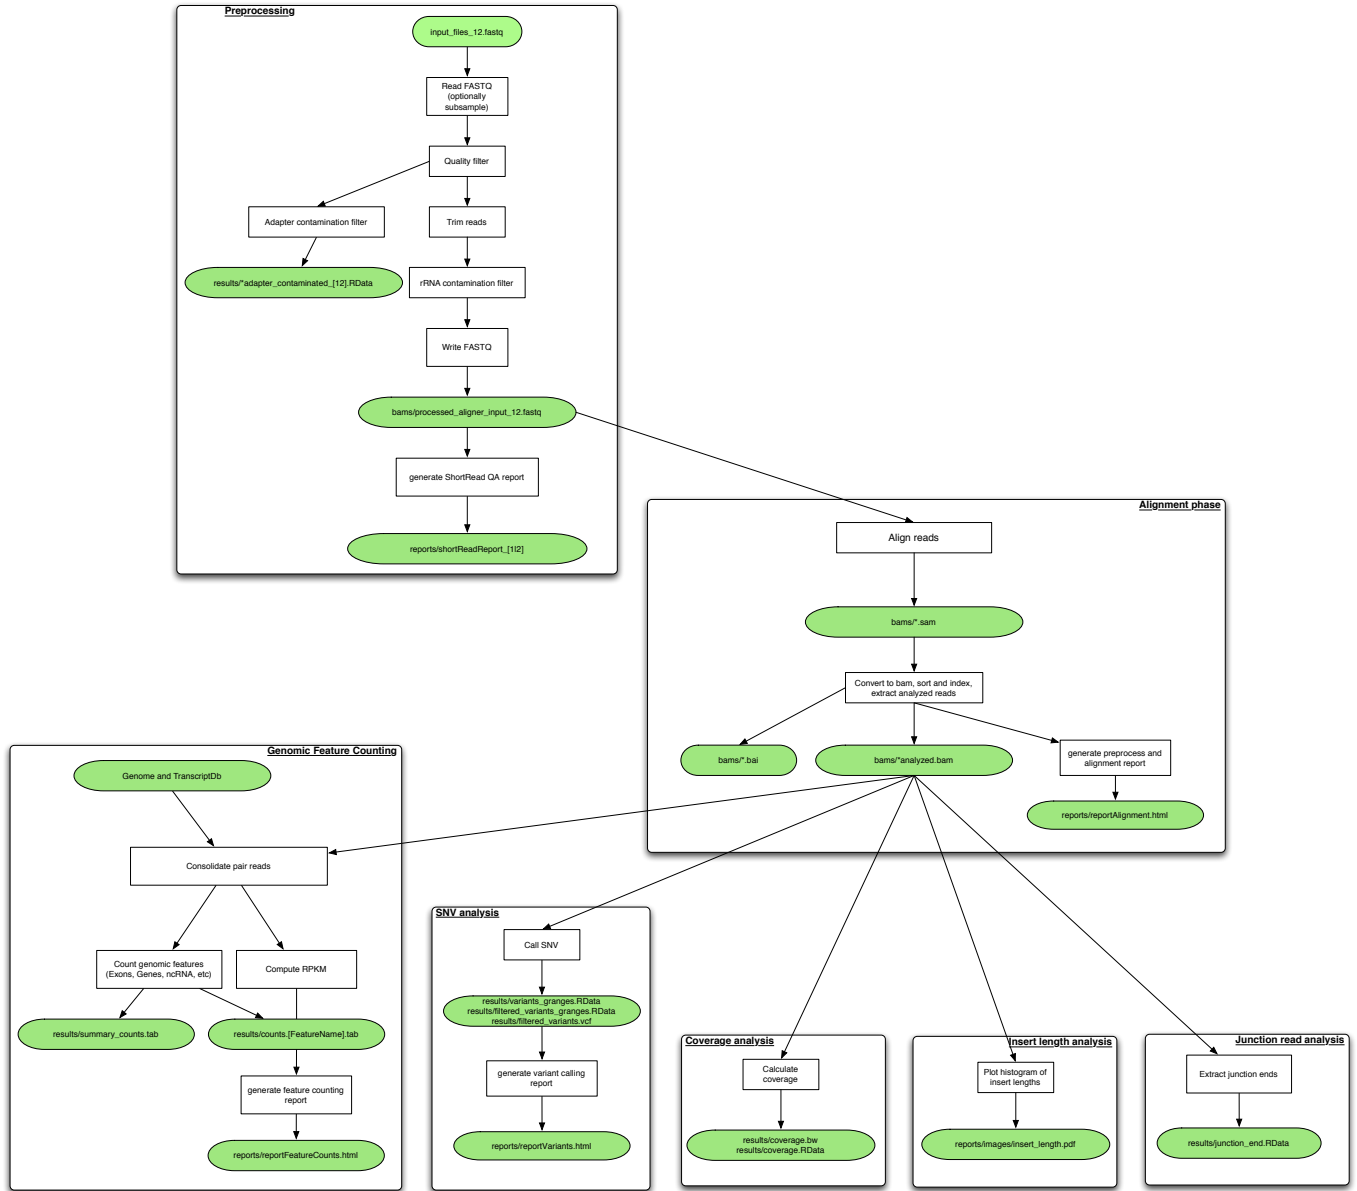 Preprocessing
input_files_12.fastq
Read FASTQ
(optionally
subsample)
Quality filter
Adapter contamination filter
Trim reads
results/*adapter_contaminated_[12].RData
rRNA contamination filter
Write FASTQ
bams/processed_aligner_input_12.fastq
generate ShortRead QA report
reports/shortReadReport_[1l2]
Alignment phase
Align reads
bams/*.sam
Convert to bam, sort and index,
extract analyzed reads
bams/*.bai
bams/*analyzed.bam
generate preprocess and
alignment report
reports/reportAlignment.html
Genomic Feature Counting
Genome and TranscriptDb
Consolidate pair reads
Count genomic features
(Exons, Genes, ncRNA, etc)
Compute RPKM
results/summary_counts.tab
results/counts.[FeatureName].tab
generate feature counting
report
reports/reportFeatureCounts.html
SNV analysis
Call SNV
results/variants_granges.RData
results/filtered_variants_granges.RData
results/filtered_variants.vcf
generate variant calling
report
reports/reportVariants.html
Coverage analysis
Calculate
coverage
results/coverage.bw
results/coverage.RData
Insert length analysis
Plot histogram of
insert lengths
reports/images/insert_length.pdf
Junction read analysis
Extract junction ends
results/junction_end.RData